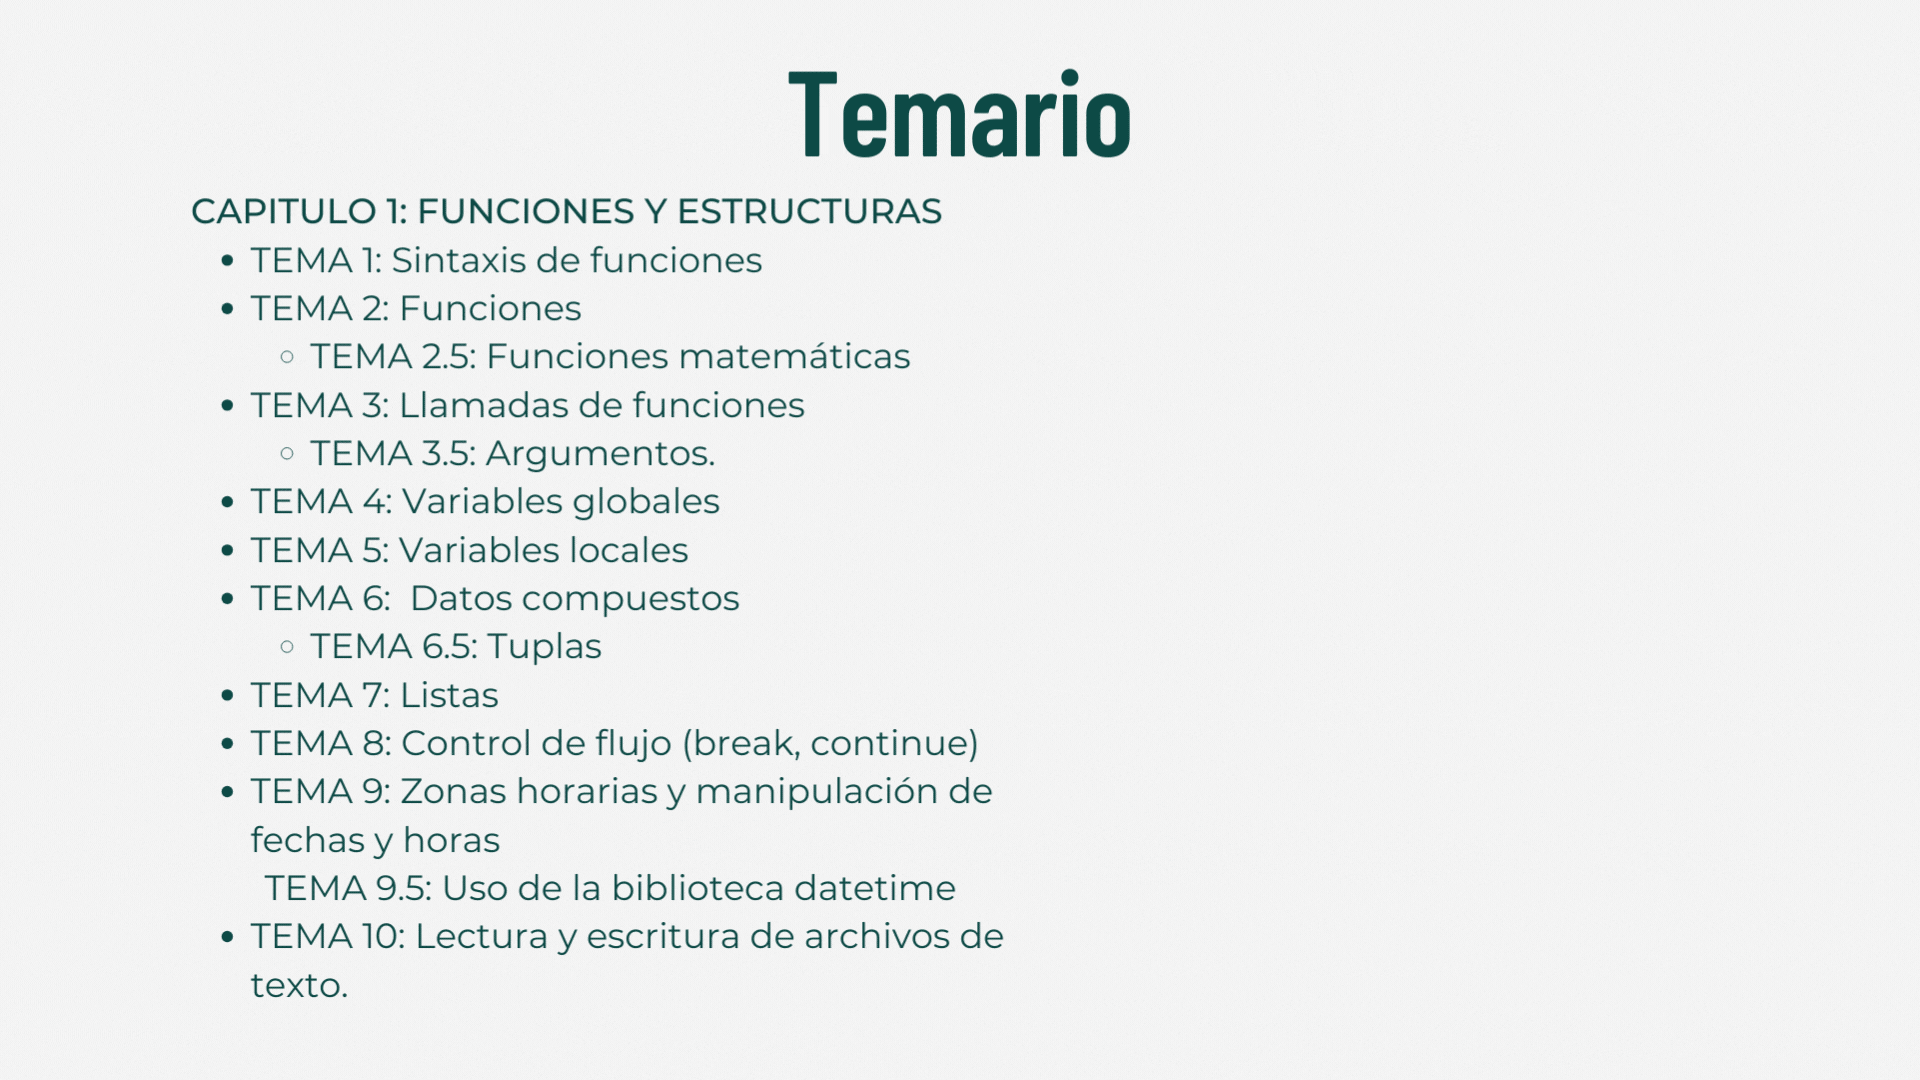 Temario
CAPITULO 1: FUNCIONES Y ESTRUCTURAS
• TEMA 1: Sintaxis de funciones
• TEMA 2: Funciones
◦ TEMA 2.5: Funciones matemáticas
• TEMA 3: Llamadas de funciones
◦ TEMA 3.5: Argumentos.
• TEMA 4: Variables globales
• TEMA 5: Variables locales
• TEMA 6:  Datos compuestos
◦ TEMA 6.5: Tuplas
• TEMA 7: Listas
• TEMA 8: Control de flujo (break, continue)
• TEMA 9: Zonas horarias y manipulación de
fechas y horas
TEMA 9.5: Uso de la biblioteca datetime
• TEMA 10: Lectura y escritura de archivos de
texto.